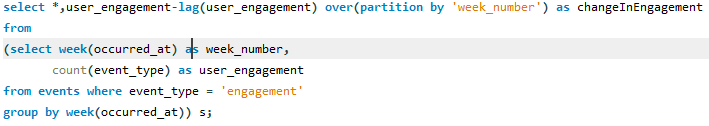 select *,user_engagement-lag(user_engagement) over(partition by 'week_number') as changeInEngagement
from
(select week(occurred_at) as week_number,
count(event_type) as user_engagement
from events where event_type = 'engagement'
group by week(occurred_at)) s;